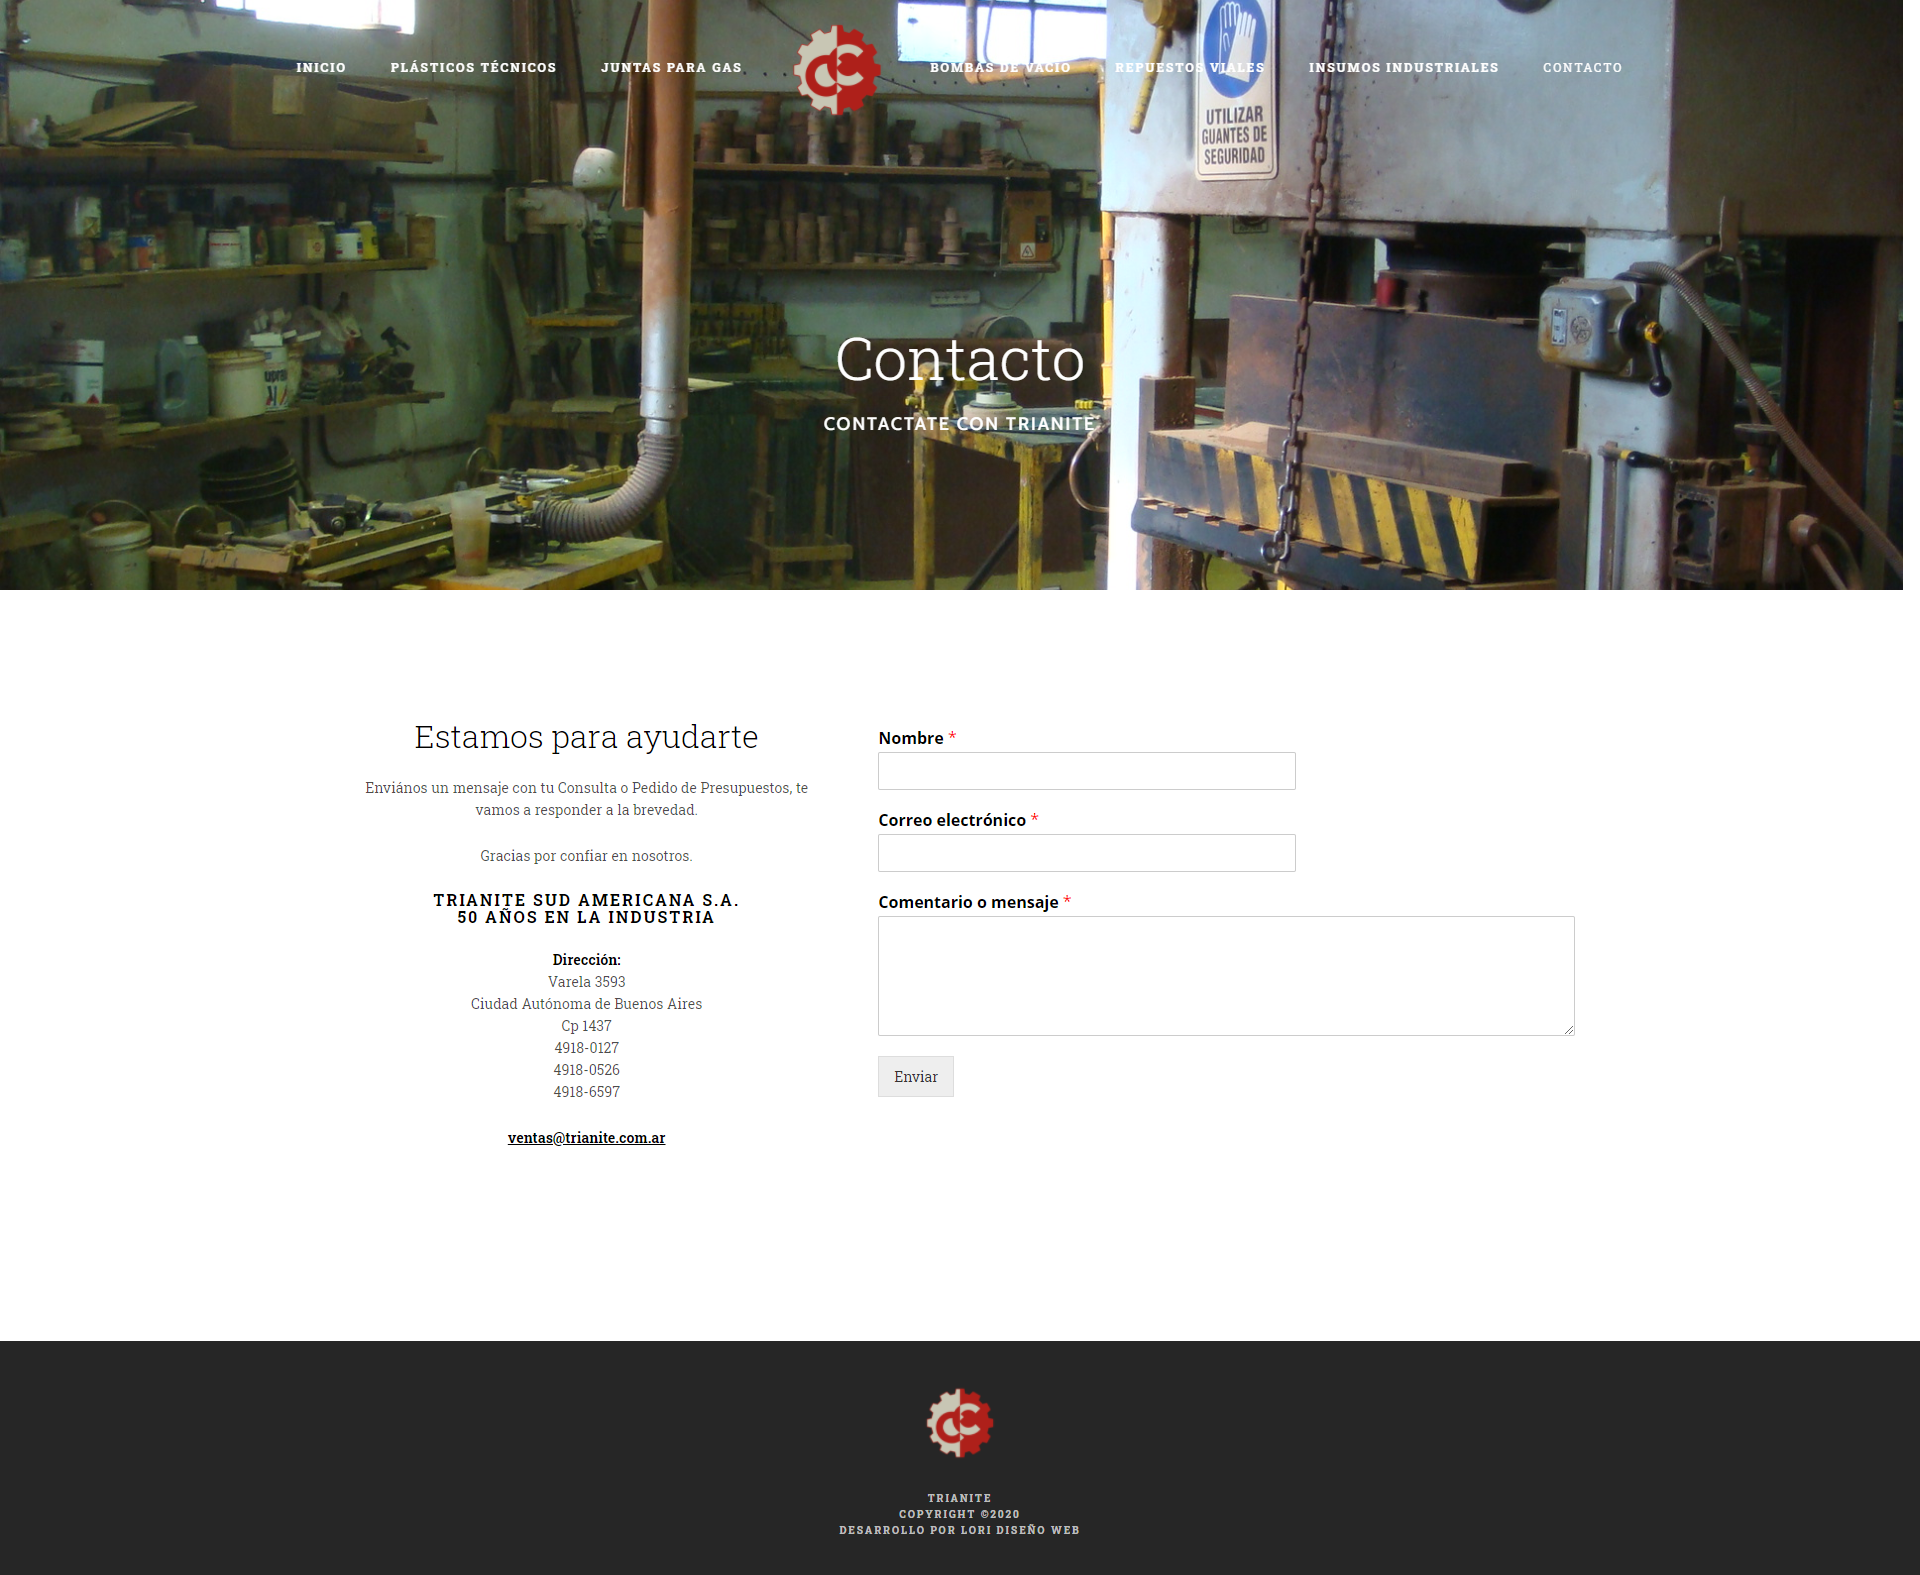 INICIO
PLÁSTICOS TÉCNICOS
JUNTAS PARA GAS
BOMBAS DE VACIO
REPUESTOS VIALES
INSUMOS INDUSTRIALES
CONTACTO
UTILIZAR
GUANTES DE
SEGURIDAD
Contacto
CONTACTATE CON TRIANITE
Estamos para ayudarte
Enviános un mensaje con tu Consulta o Pedido de Presupuestos, te
vamos a responder a la brevedad.
Gracias por confiar en nosotros.
TRIANITE SUD AMERICANA S.A.
50 AÑOS EN LA INDUSTRIA
Dirección:
Varela 3593
Ciudad Autónoma de Buenos Aires
Cp 1437
4918-0127
4918-0526
4918-6597
ventas@trianite.com.ar
Nombre *
Correo electrónico *
Comentario o mensaje *
Enviar
TRIANITE
COPYRIGHT ©2020
DESARROLLO POR LORI DISEÑO WEB